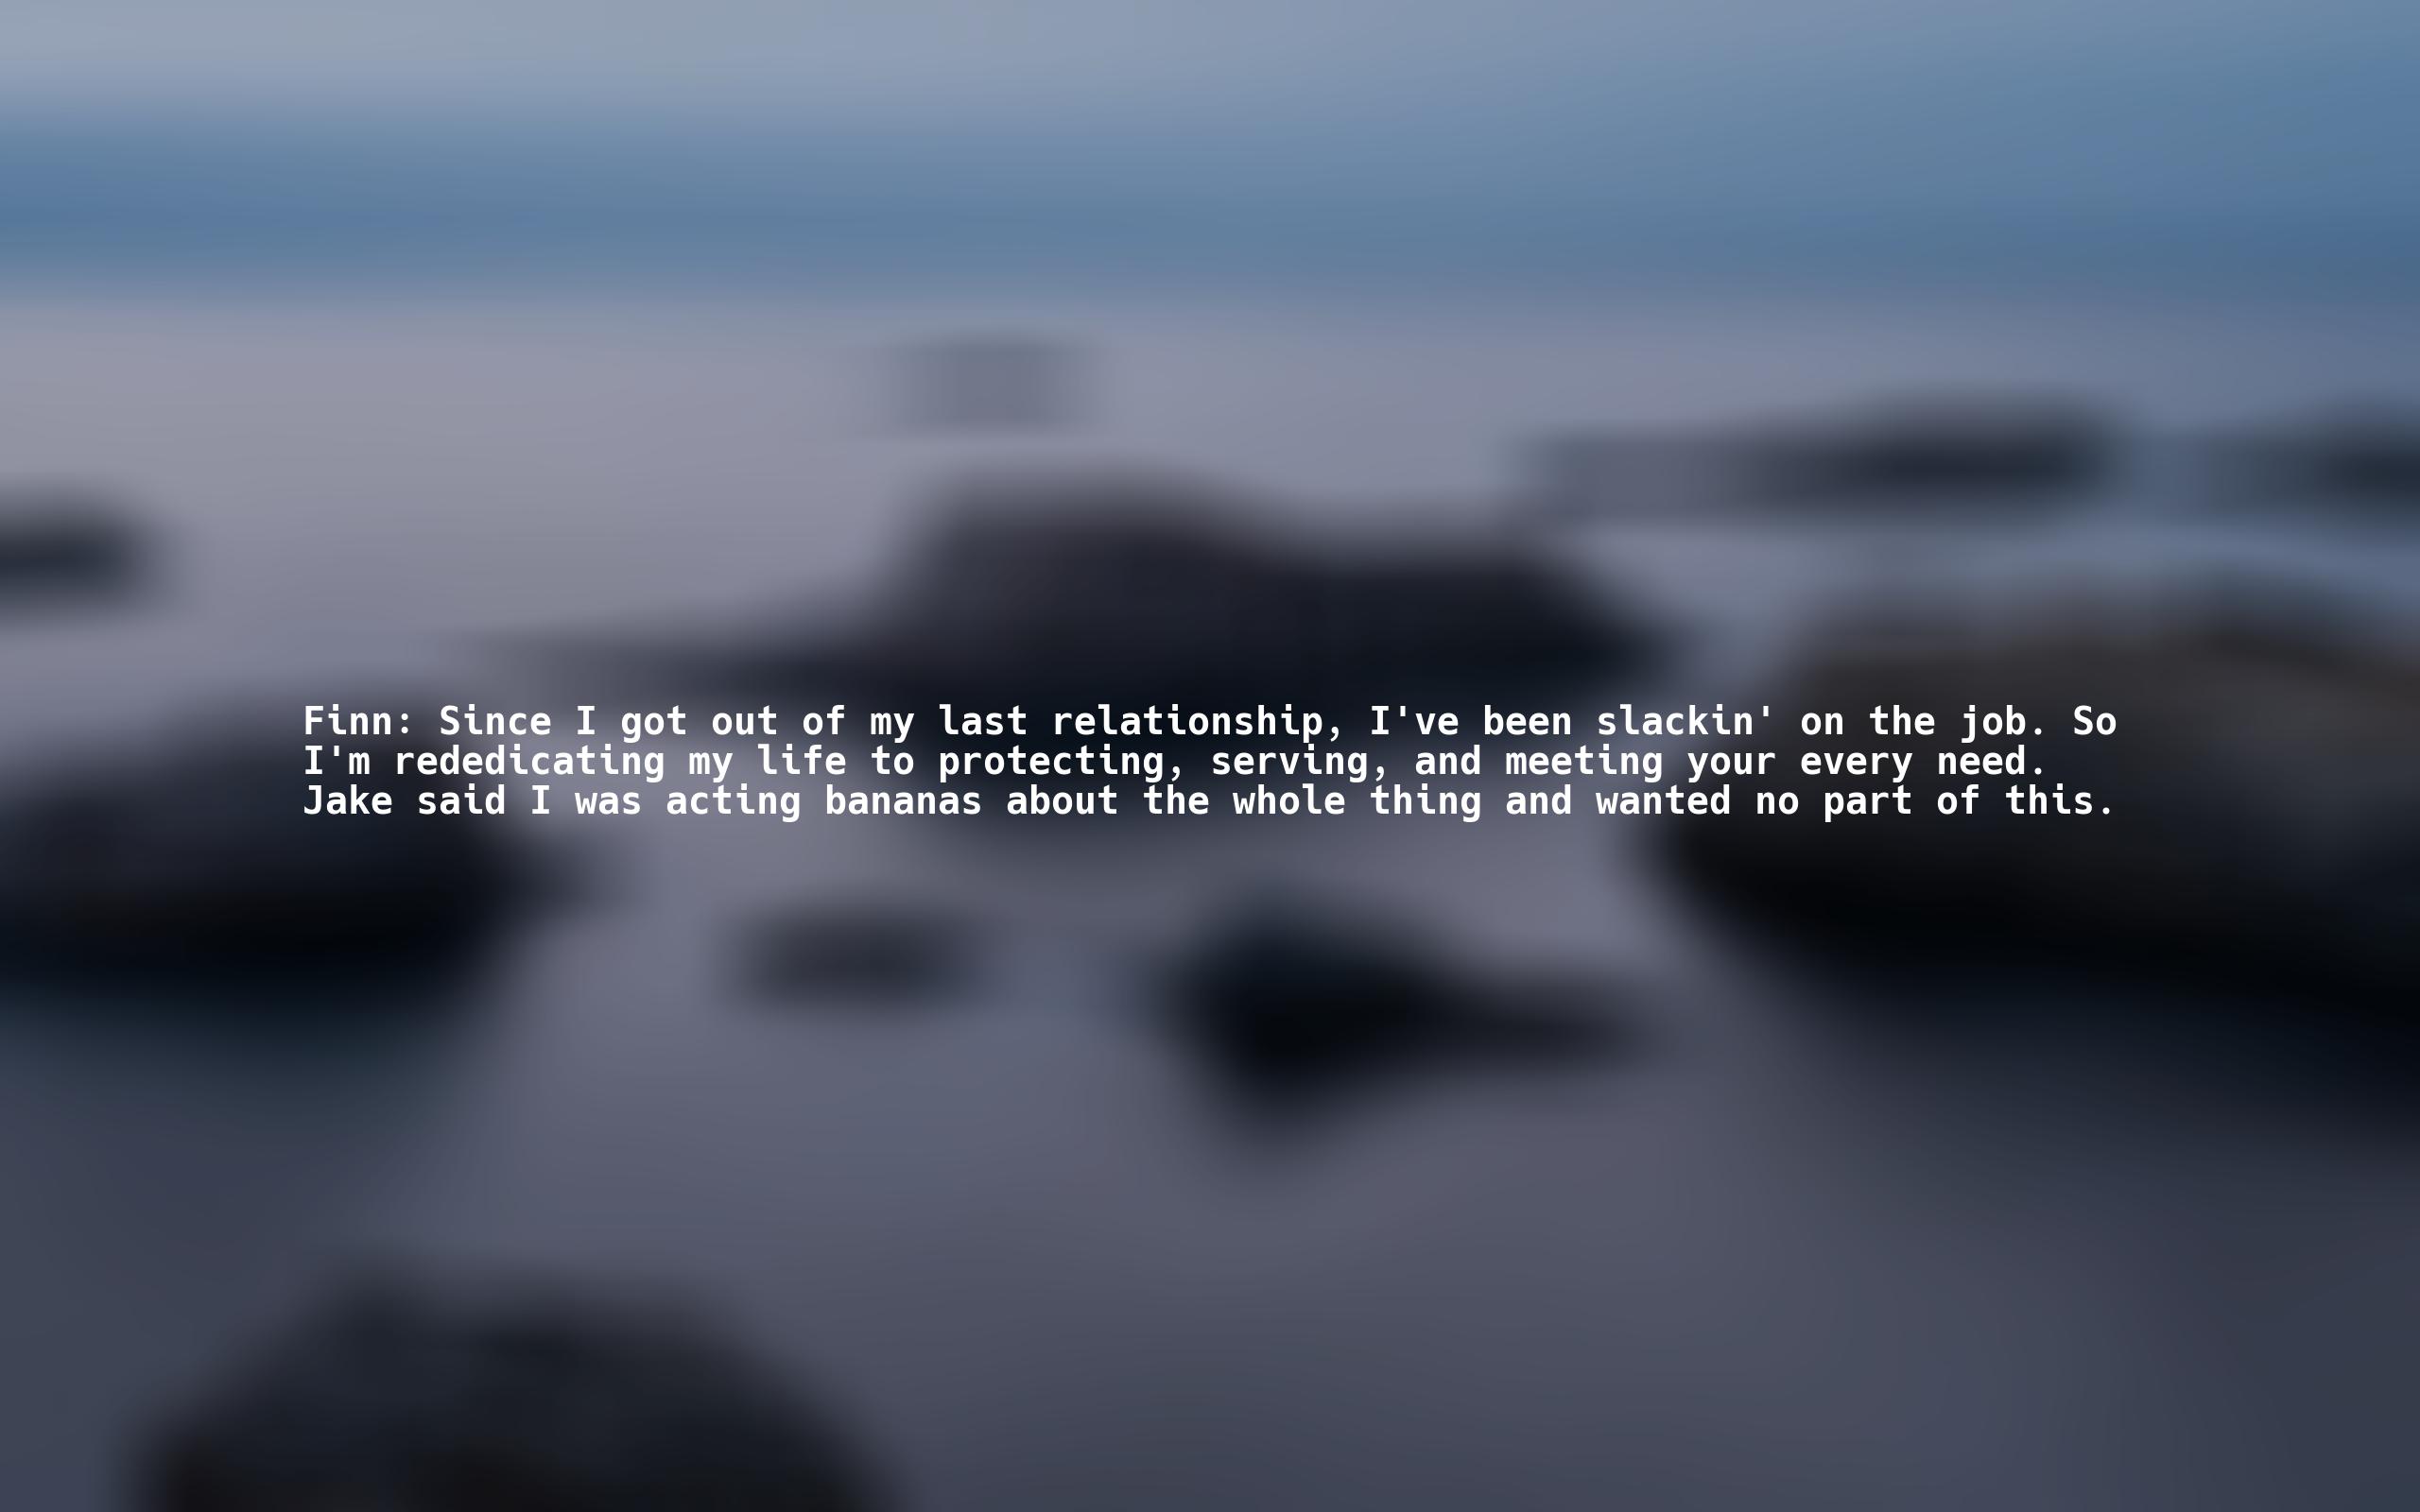 Finn: Since I got out of my last relationship, I've been slackin' on the job. So
I'm rededicating my life to protecting, serving, and meeting your every need.
Jake said I was acting bananas about the whole thing and wanted no part of this.